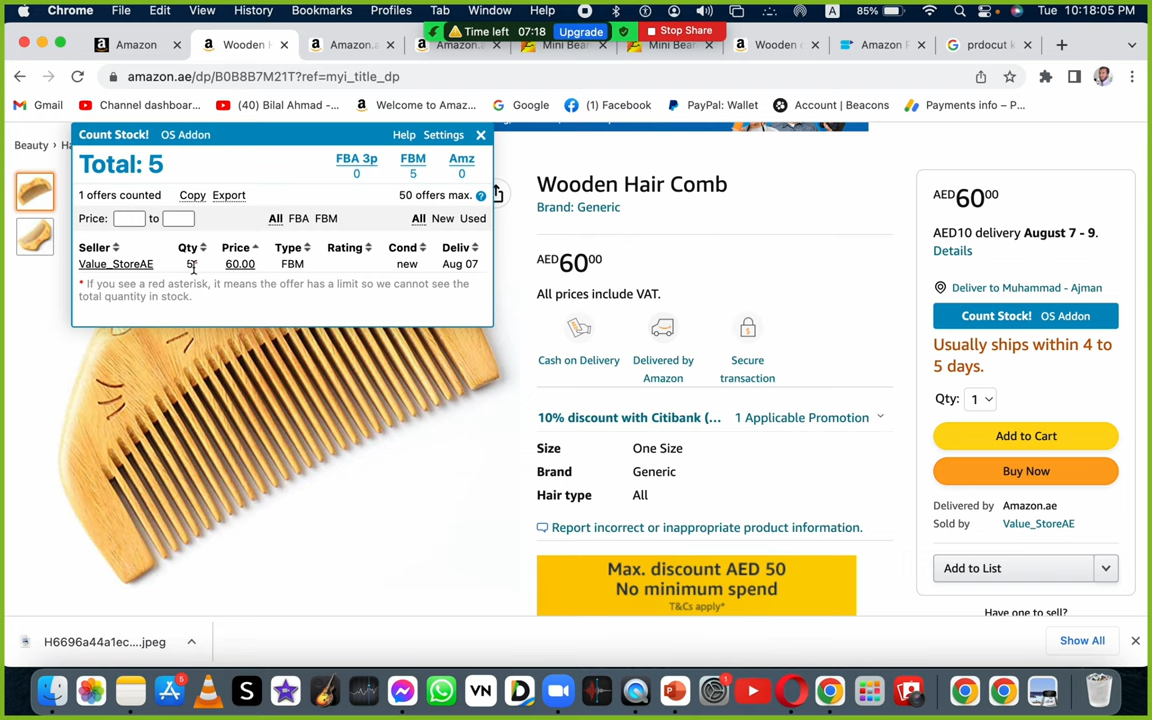 Chrome File Edit View History Bookmarks Profiles Tab Window Help A 85% Tue 10:18:05 PM
Time left 07:18 Upgrade Stop Share
Amazon Wooden H Amazon.a Amazon.a Mini Bear Mini Bear Wooden Amazon P prdocut k
amazon.ae/dp/B0B8B7M21T?ref=myi_title_dp
Gmail Channel dashboar... (40) Bilal Ahmad -... Welcome to Amaz... Google (1) Facebook PayPal: Wallet Account | Beacons Payments info – P...
Beauty › Ha
Count Stock! OS Addon Help Settings
Total: 5
FBA 3p FBM Amz
0 5 0
1 offers counted Copy Export 50 offers max. ?
Price: to All FBA FBM All New Used
Seller Qty Price Type Rating Cond Deliv
Value_StoreAE 5* 60.00 FBM new Aug 07
* If you see a red asterisk, it means the offer has a limit so we cannot see the
total quantity in stock.
Wooden Hair Comb
Brand: Generic
AED60⁰⁰
All prices include VAT.
Cash on Delivery
Delivered by
Amazon
Secure
transaction
10% discount with Citibank (... 1 Applicable Promotion
Size One Size
Brand Generic
Hair type All
Report incorrect or inappropriate product information.
Max. discount AED 50
No minimum spend
T&Cs apply*
AED60⁰⁰
AED10 delivery August 7 - 9.
Details
Deliver to Muhammad - Ajman
Count Stock! OS Addon
Usually ships within 4 to
5 days.
Qty: 1
Add to Cart
Buy Now
Delivered by Amazon.ae
Sold by Value_StoreAE
Add to List
Have one to sell?
H6696a44a1ec....jpeg
Show All
5
S
VN